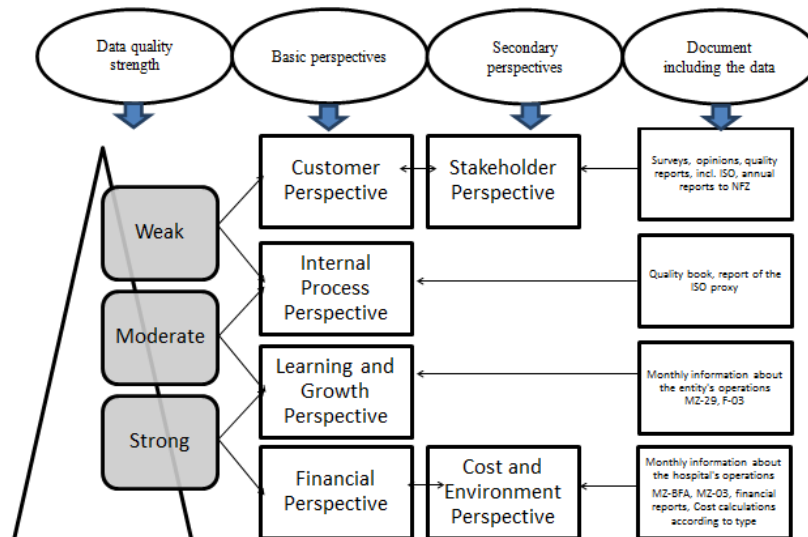 Data quality
strength
Basic perspectives
Secondary
perspectives
Document
including the data
Customer
Perspective
Stakeholder
Perspective
Surveys, opinions, quality
reports, incl. ISO, annual
reports to NFZ
Weak
Internal
Process
Perspective
Quality book, report of the
ISO proxy
Moderate
Learning and
Growth
Perspective
Monthly information about
the entity's operations
MZ-29, F-03
Strong
Financial
Perspective
Cost and
Environment
Perspective
Monthly information about
the hospital's operations
MZ-BFA, MZ-03, financial
reports, Cost calculations
according to type